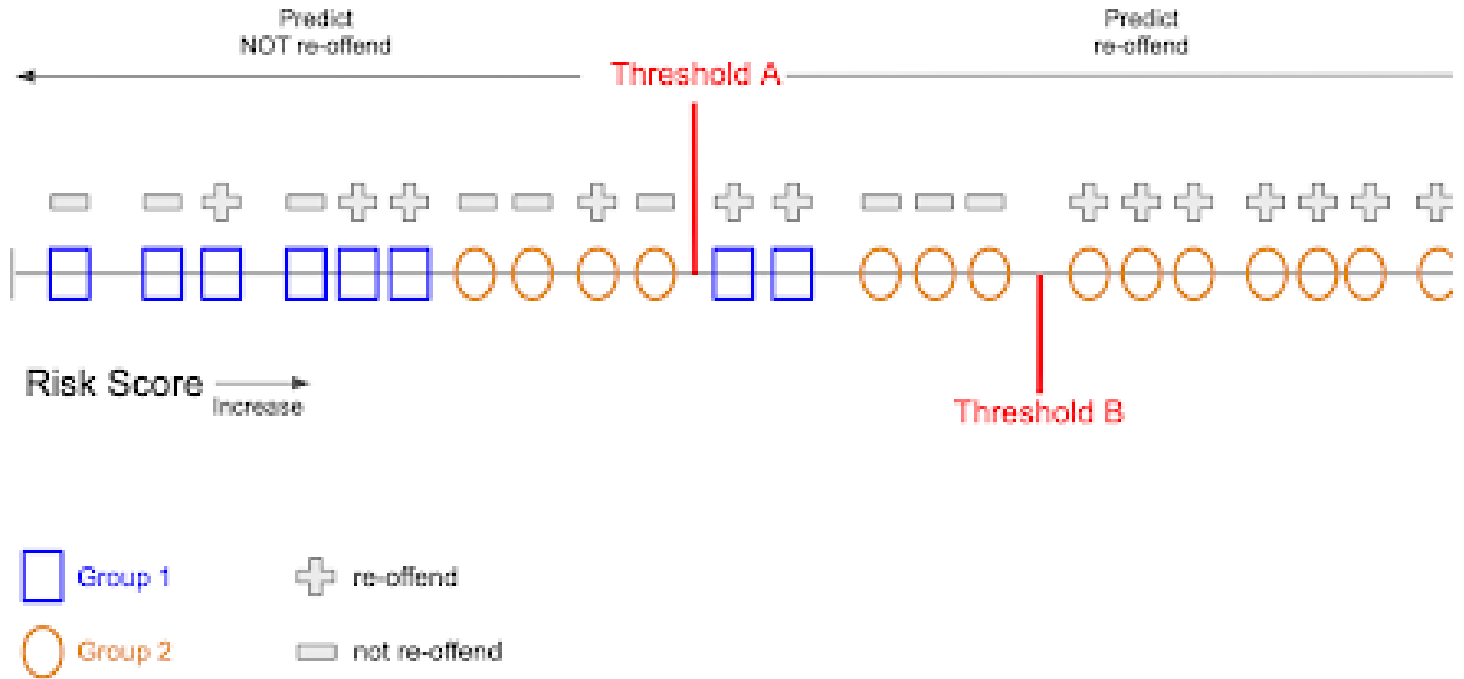 Predict
NOT re-offend
Predict
re-offend
Threshold A
Risk Score
Increase
Threshold B
Group 1
re-offend
Group 2
not re-offend